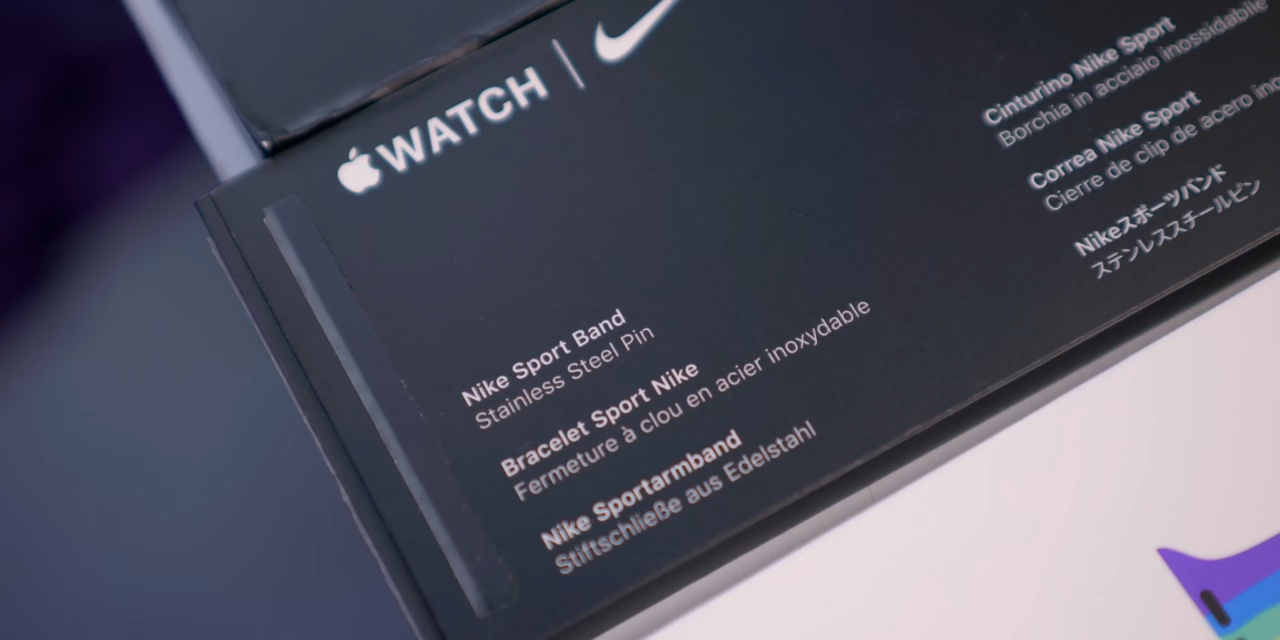 WATCH
Nike Sport Band
Stainless Steel Pin
Bracelet Sport Nike
Fermeture à clou en acier inoxydable
Nike Sportarmband
Stiftschließe aus Edelstahl
Cinturino Nike Sport
Borchia in acciaio inossidabile
Correa Nike Sport
Cierre de clip de acero
Nikeスポーツバンド
ステンレススチールピン